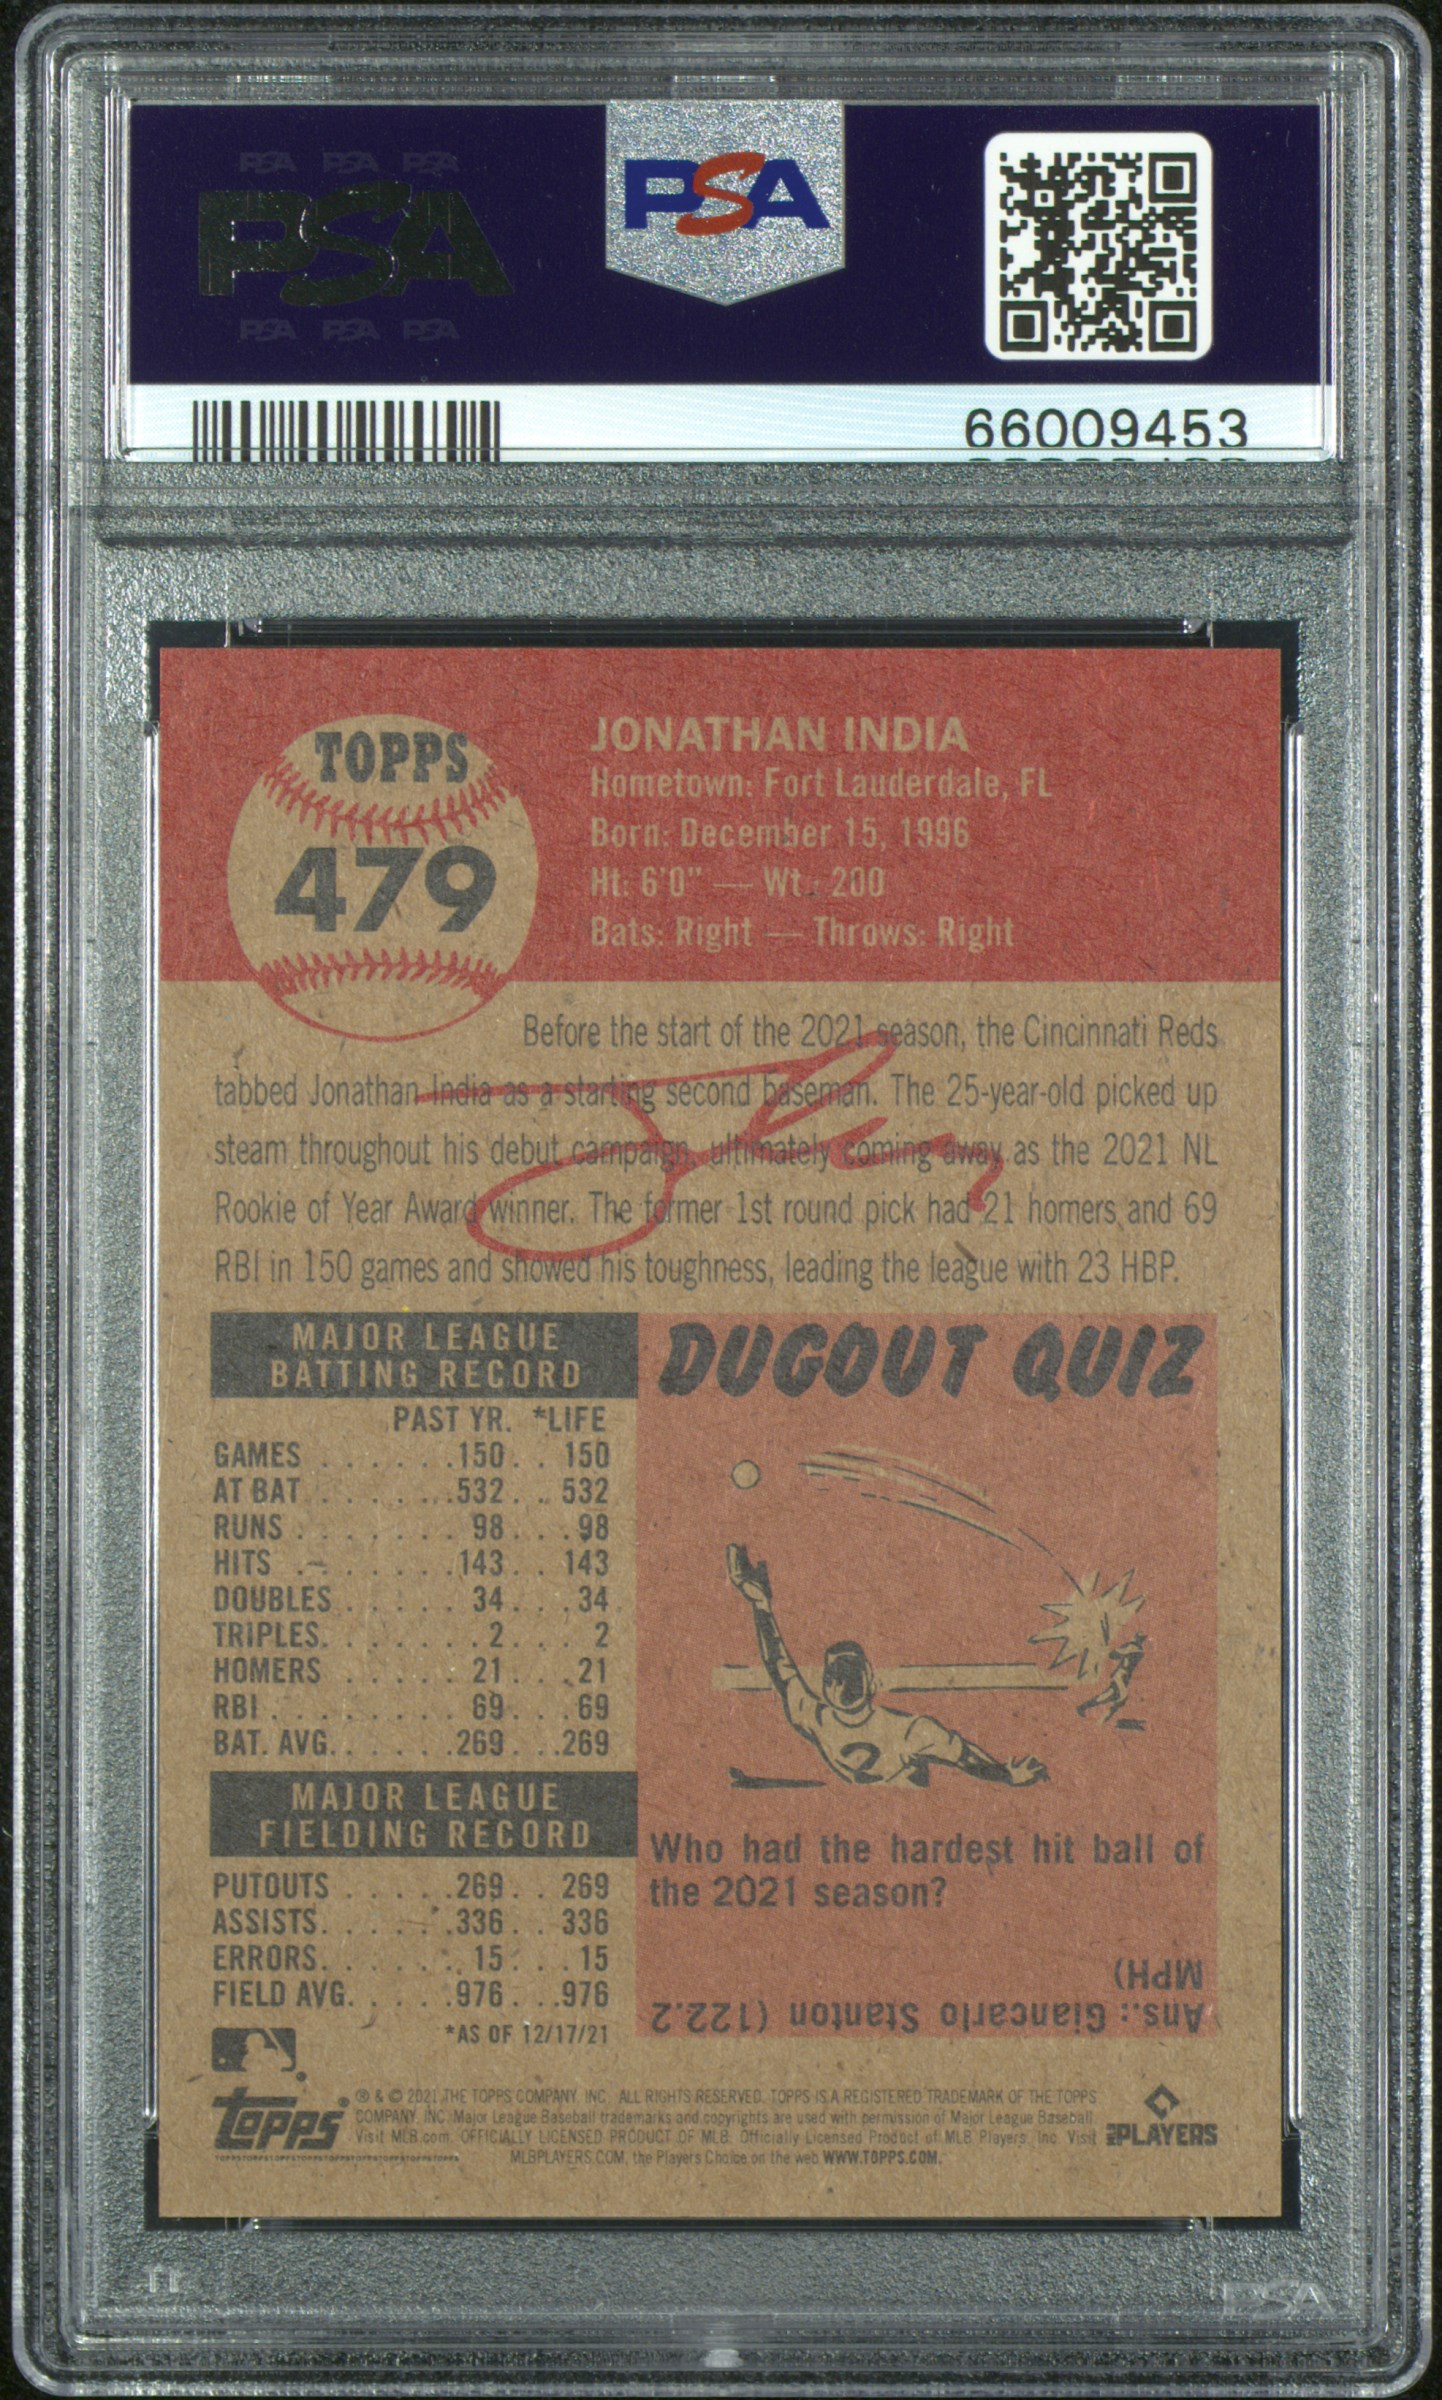 PSA PSA PSA
PSA
PSA PSA PSA
PSA
66009453
TOPPS
479
JONATHAN INDIA
Hometown: Fort Lauderdale, FL
Born: December 15, 1996
Ht: 6'0" — Wt.: 200
Bats: Right — Throws: Right
Before the start of the 2021 season, the Cincinnati Reds
tabbed Jonathan India as a starting second baseman. The 25-year-old picked up
steam throughout his debut campaign, ultimately coming away as the 2021 NL
Rookie of Year Award winner. The former 1st round pick had 21 homers and 69
RBI in 150 games and showed his toughness, leading the league with 23 HBP.
MAJOR LEAGUE
BATTING RECORD
PAST YR. *LIFE
GAMES . . . . . . .150. . 150
AT BAT . . . . . . .532. . 532
RUNS . . . . . . . . 98. . . .98
HITS . . . . . . . .143. . 143
DOUBLES . . . . . 34. . . .34
TRIPLES. . . . . . . . 2. . . . 2
HOMERS . . . . . 21. . . .21
RBI . . . . . . . . . 69. . . .69
BAT. AVG. . . . . . .269. . .269
MAJOR LEAGUE
FIELDING RECORD
PUTOUTS . . . . .269. . 269
ASSISTS. . . . . . .336. . 336
ERRORS. . . . . . . 15. . . .15
FIELD AVG. . . . . .976. . .976
*AS OF 12/17/21
DUGOUT QUIZ
2
Who had the hardest hit ball of
the 2021 season?
Ans.: Giancarlo Stanton (122.2
MPH)
topps
® & © 2021 THE TOPPS COMPANY, INC. ALL RIGHTS RESERVED. TOPPS IS A REGISTERED TRADEMARK OF THE TOPPS
COMPANY, INC. Major League Baseball trademarks and copyrights are used with permission of Major League Baseball.
Visit MLB.com. OFFICIALLY LICENSED PRODUCT OF MLB. Officially Licensed Product of MLB Players, Inc. Visit
MLBPLAYERS.COM, the Players Choice on the web. WWW.TOPPS.COM.
PLAYERS
PSA